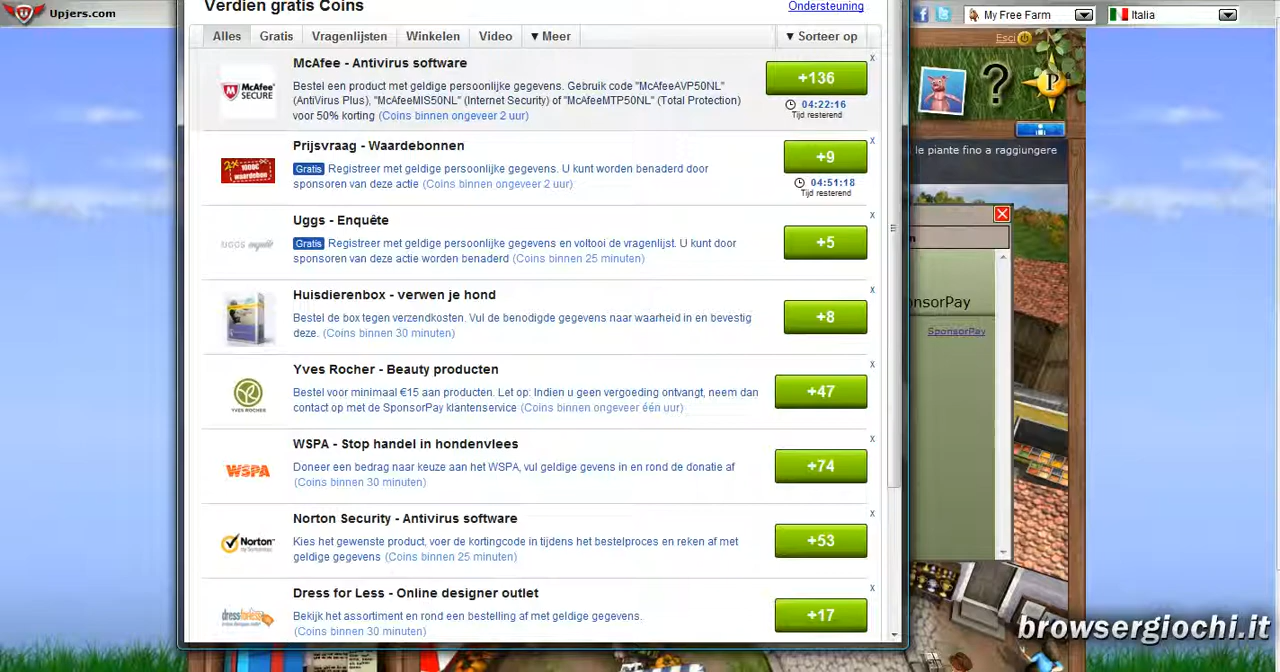 Upjers.com
Verdien gratis Coins
Ondersteuning
My Free Farm
Italia
Alles Gratis Vragenlijsten Winkelen Video ▼ Meer ▼ Sorteer op
Esci
McAfee - Antivirus software
McAfee SECURE
Bestel een product met geldige persoonlijke gegevens. Gebruik code "McAfeeAVP50NL"
(AntiVirus Plus), "McAfeeMIS50NL" (Internet Security) of "McAfeeMTP50NL" (Total Protection)
voor 50% korting (Coins binnen ongeveer 2 uur)
+136
04:22:16
Tijd resterend
x
P
le piante fino a raggiungere
Prijsvraag - Waardebonnen
Gratis Registreer met geldige persoonlijke gegevens. U kunt worden benaderd door
sponsoren van deze actie (Coins binnen ongeveer 2 uur)
+9
04:51:18
Tijd resterend
x
Uggs - Enquête
uggs enquête
Gratis Registreer met geldige persoonlijke gegevens en voltooi de vragenlijst. U kunt door
sponsoren van deze actie worden benaderd (Coins binnen 25 minuten)
+5
x
Huisdierenbox - verwen je hond
Bestel de box tegen verzendkosten. Vul de benodigde gegevens naar waarheid in en bevestig
deze. (Coins binnen 30 minuten)
+8
x
onsorPay
SponsorPay
Yves Rocher - Beauty producten
YVES ROCHER
Bestel voor minimaal €15 aan producten. Let op: Indien u geen vergoeding ontvangt, neem dan
contact op met de SponsorPay klantenservice (Coins binnen ongeveer één uur)
+47
x
WSPA - Stop handel in hondenvlees
WSPA
Doneer een bedrag naar keuze aan het WSPA, vul geldige gevens in en rond de donatie af
(Coins binnen 30 minuten)
+74
x
Norton Security - Antivirus software
Norton
Kies het gewenste product, voer de kortingcode in tijdens het bestelproces en reken af met
geldige gegevens (Coins binnen 25 minuten)
+53
x
Dress for Less - Online designer outlet
dressforless
Bekijk het assortiment en rond een bestelling af met geldige gegevens.
(Coins binnen 30 minuten)
+17
x
browsergiochi.it